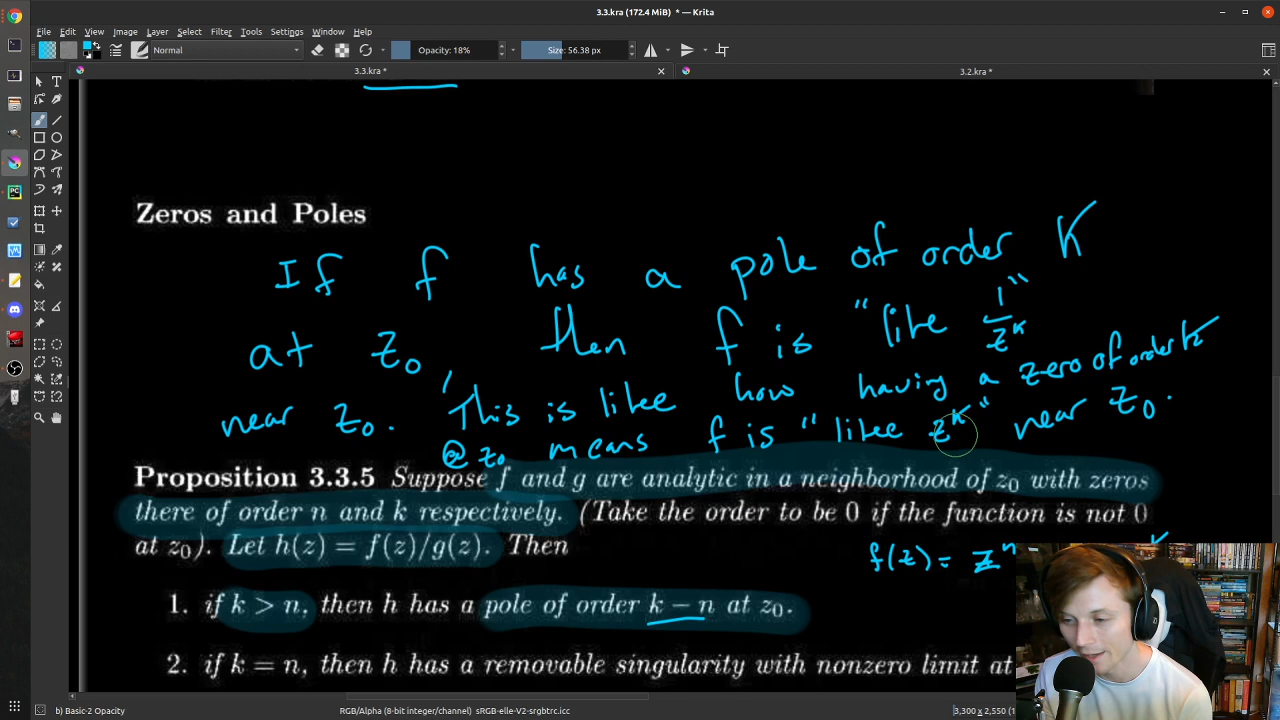 3.3.kra (172.4 MiB) * — Krita
File Edit View Image Layer Select Filter Tools Settings Window Help
Normal Opacity: 18% Size: 56.38 px
3.3.kra * 3.2.kra *
Zeros and Poles
If f has a pole of order K
at z₀, then f is "like 1/zᴷ"
near z₀. This is like how having a zero of order K
@ z₀ means f is "like zᴷ" near z₀.
Proposition 3.3.5 Suppose f and g are analytic in a neighborhood of z₀ with zeros
there of order n and k respectively. (Take the order to be 0 if the function is not 0
at z₀). Let h(z) = f(z)/g(z). Then
f(z) = zⁿ
1. if k > n, then h has a pole of order k − n at z₀.
2. if k = n, then h has a removable singularity with nonzero limit at
b) Basic-2 Opacity RGB/Alpha (8-bit integer/channel) sRGB-elle-V2-srgbtrc.icc 3,300 x 2,550